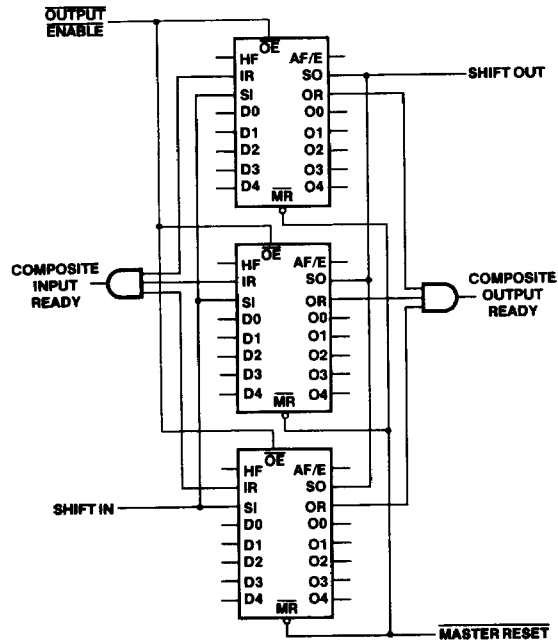 OUTPUT
ENABLE
OE
HF AF/E
IR SO
SHIFT OUT
SI OR
D0 O0
D1 O1
D2 O2
D3 O3
D4 O4
MR
OE
HF AF/E
COMPOSITE
INPUT
READY
IR SO
SI OR
COMPOSITE
OUTPUT
READY
D0 O0
D1 O1
D2 O2
D3 O3
D4 O4
MR
OE
HF AF/E
IR SO
SHIFT IN
SI OR
D0 O0
D1 O1
D2 O2
D3 O3
D4 O4
MR
MASTER RESET